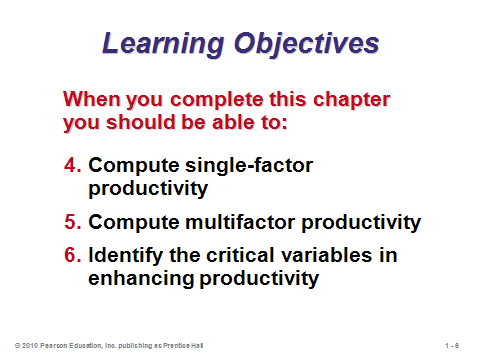 Learning Objectives
When you complete this chapter
you should be able to:
4. Compute single-factor
productivity
5. Compute multifactor productivity
6. Identify the critical variables in
enhancing productivity
© 2010 Pearson Education, Inc. publishing as Prentice Hall
1 - 6